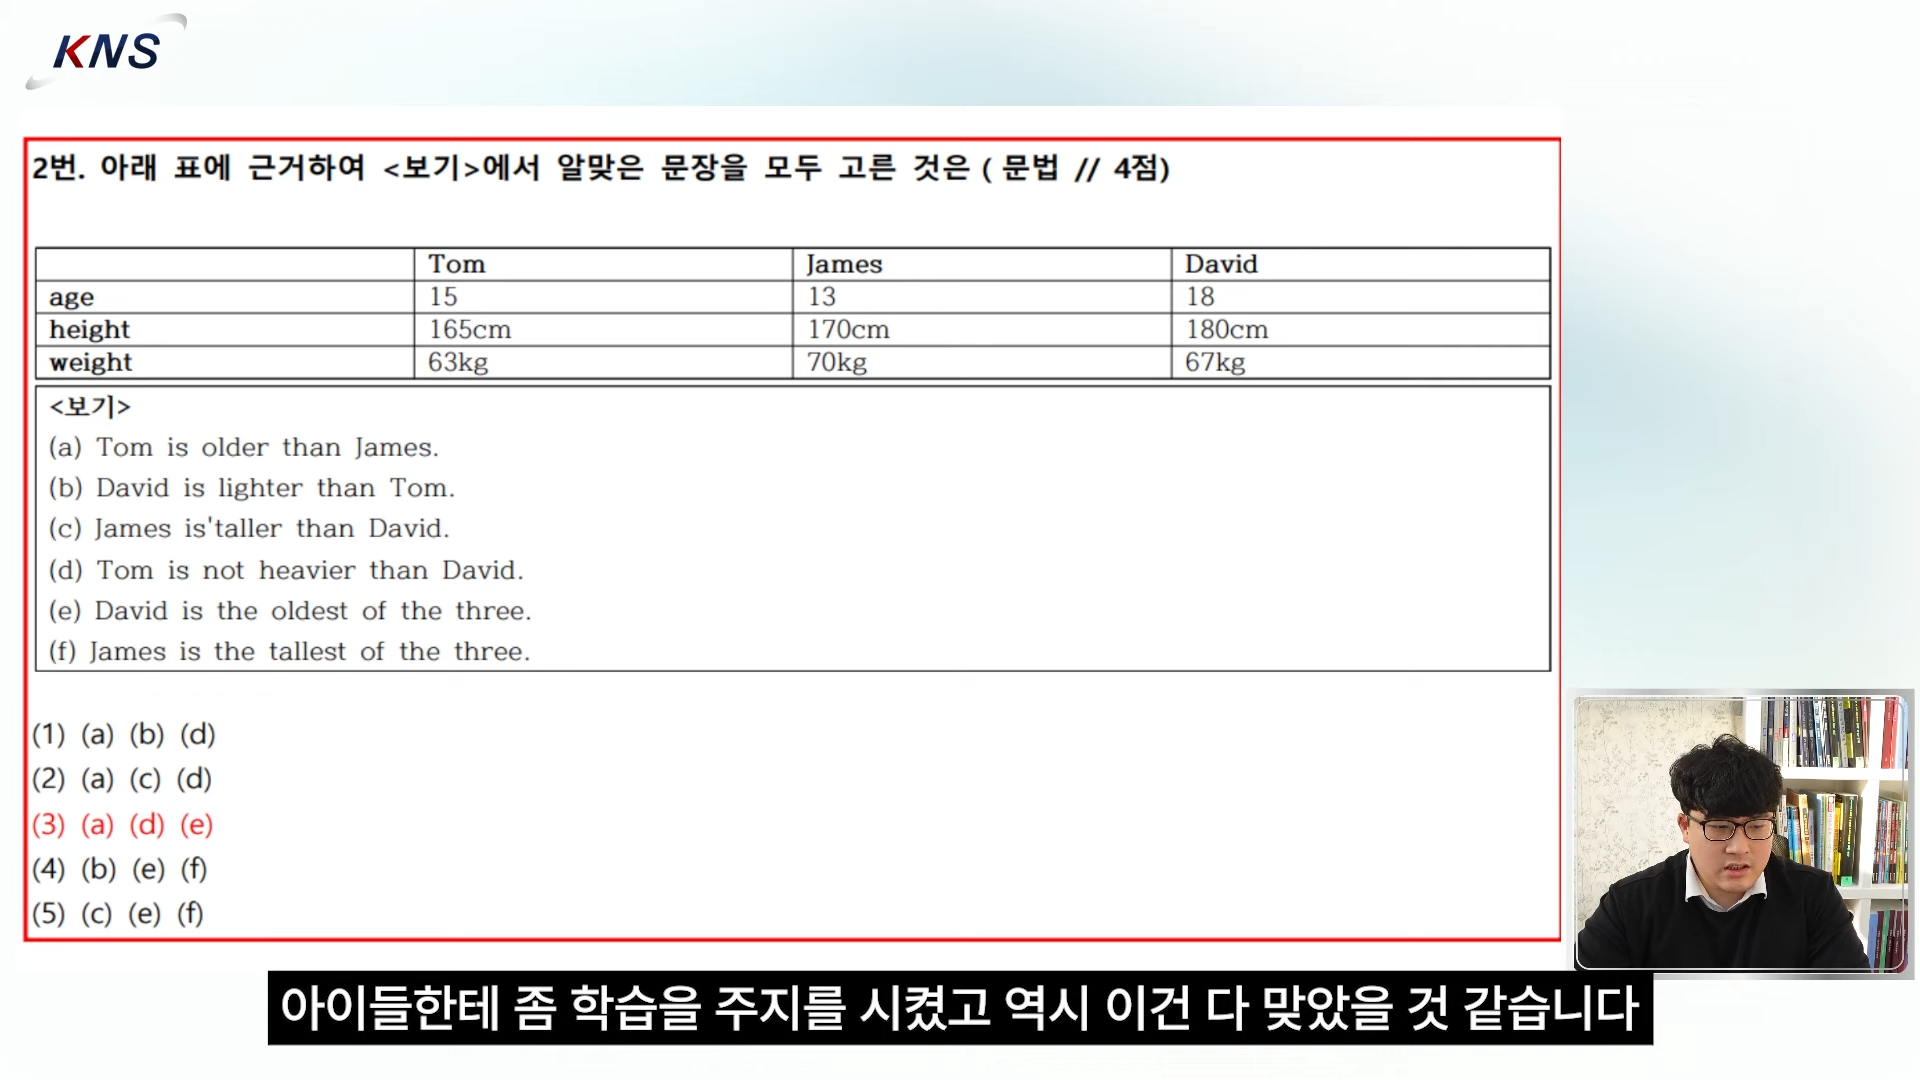 KNS
2번. 아래 표에 근거하여 <보기>에서 알맞은 문장을 모두 고른 것은 ( 문법 // 4점)
Tom James David
age 15 13 18
height 165cm 170cm 180cm
weight 63kg 70kg 67kg
<보기>
(a) Tom is older than James.
(b) David is lighter than Tom.
(c) James is'taller than David.
(d) Tom is not heavier than David.
(e) David is the oldest of the three.
(f) James is the tallest of the three.
(1) (a) (b) (d)
(2) (a) (c) (d)
(3) (a) (d) (e)
(4) (b) (e) (f)
(5) (c) (e) (f)
아이들한테 좀 학습을 주지를 시켰고 역시 이건 다 맞았을 것 같습니다